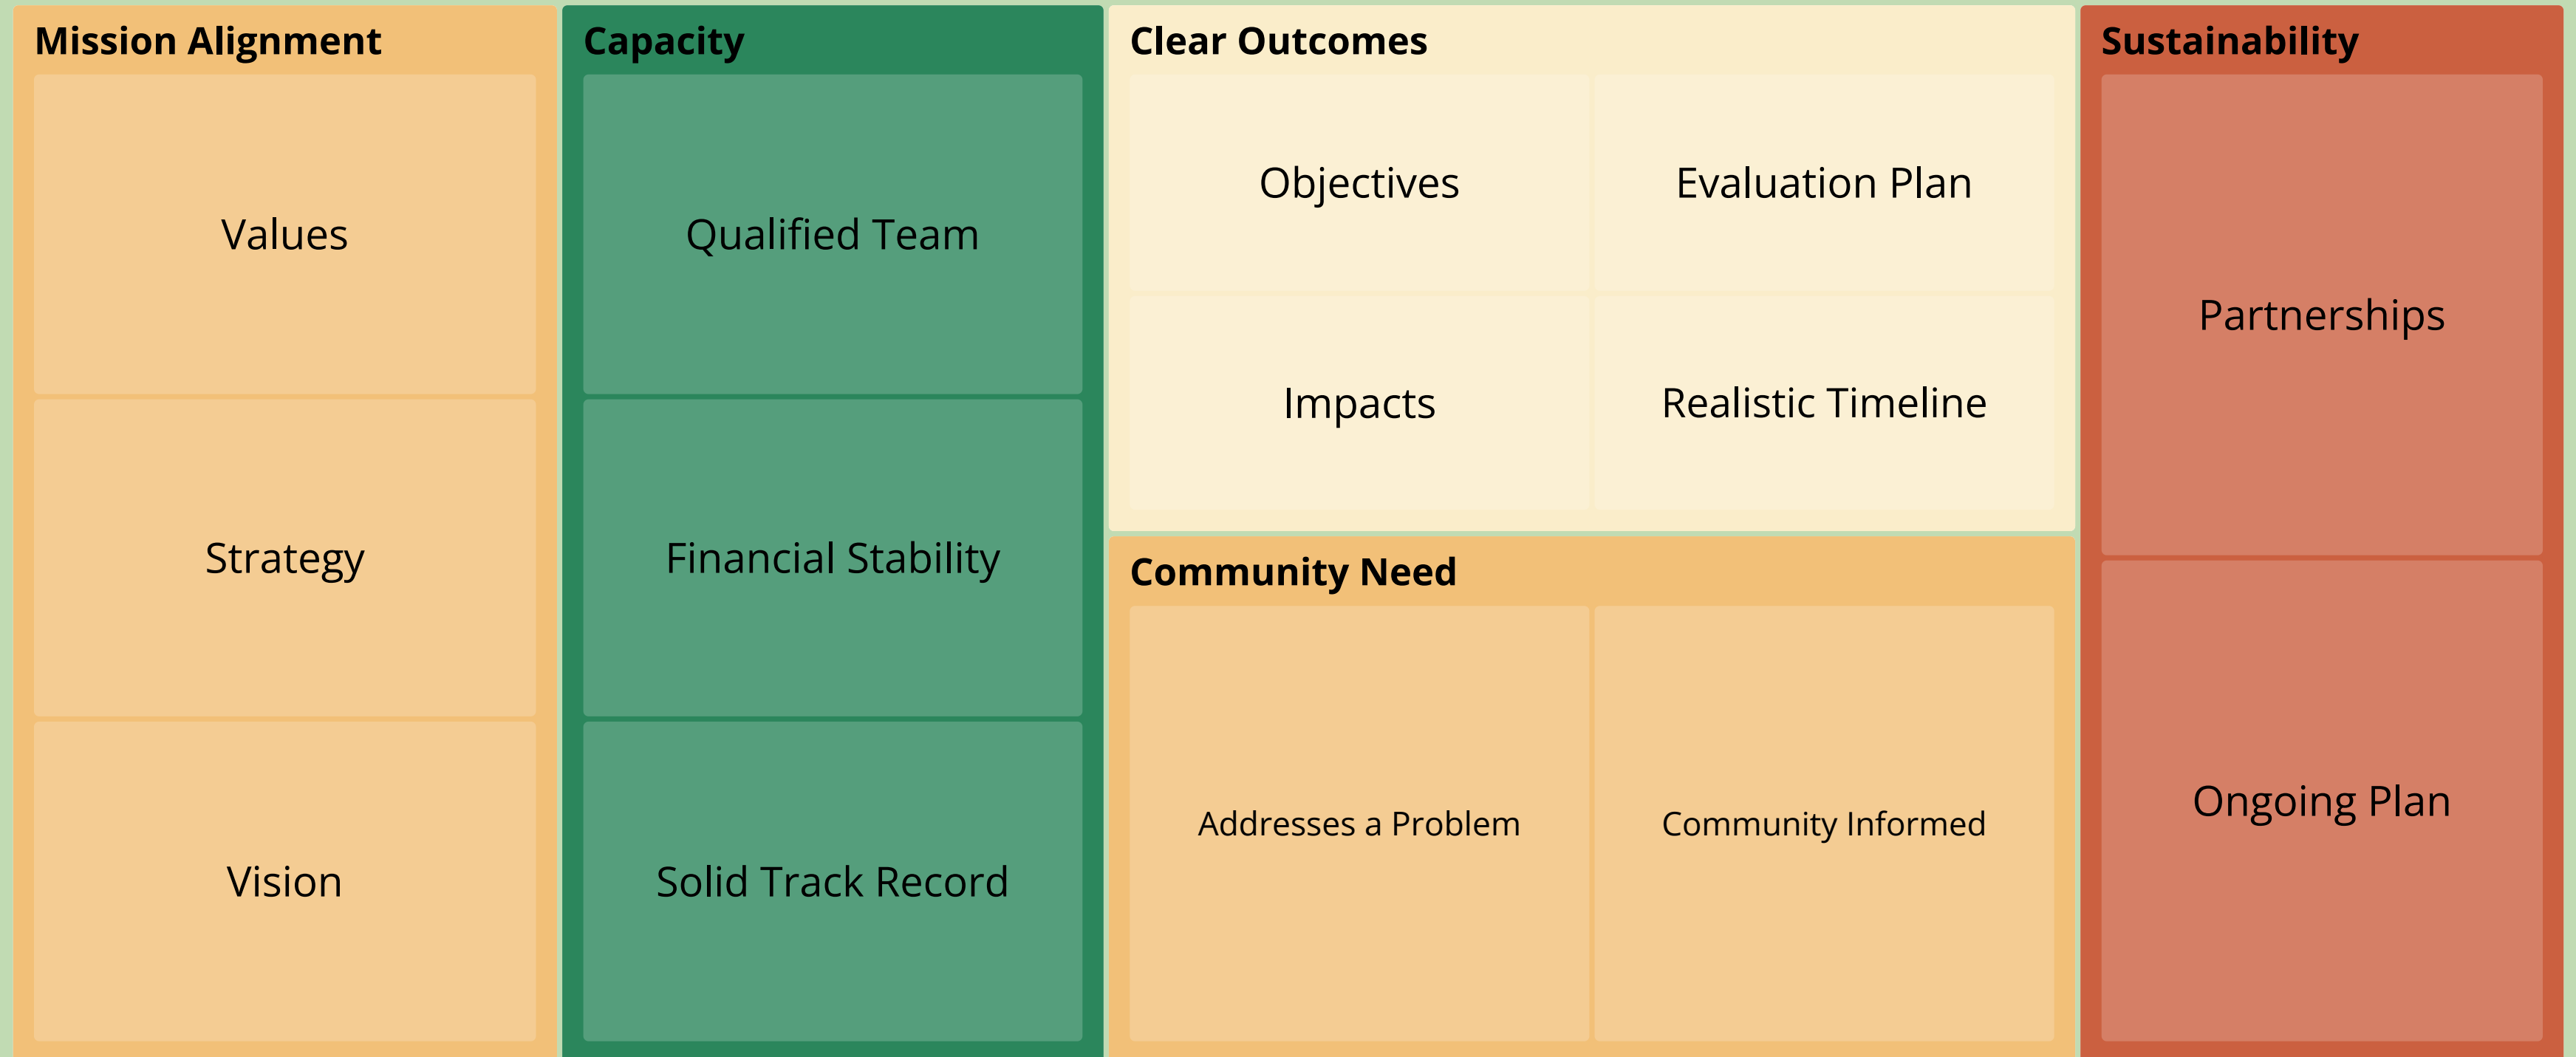 Mission Alignment
Values
Strategy
Vision
Capacity
Qualified Team
Financial Stability
Solid Track Record
Clear Outcomes
Objectives
Evaluation Plan
Impacts
Realistic Timeline
Community Need
Addresses a Problem
Community Informed
Sustainability
Partnerships
Ongoing Plan